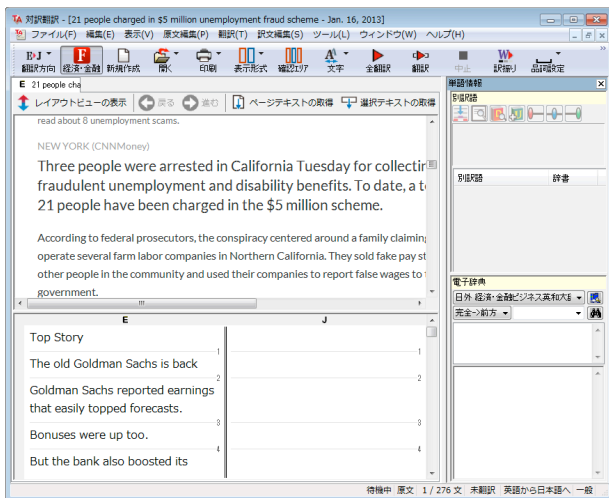 対訳翻訳 - [21 people charged in $5 million unemployment fraud scheme - Jan. 16, 2013]
ファイル(F) 編集(E) 表示(V) 原文編集(P) 翻訳(T) 訳文編集(S) ツール(L) ウィンドウ(W) ヘルプ(H)
翻訳方向 経済・金融 新規作成 開く 印刷 表示形式 確認エリア 文字 全翻訳 翻訳 中止 訳振り 品詞設定
E 21 people cha
レイアウトビューの表示 戻る 進む ページテキストの取得 選択テキストの取得
read about 8 unemployment scams.
NEW YORK (CNNMoney)
Three people were arrested in California Tuesday for collectin
fraudulent unemployment and disability benefits. To date, a t
21 people have been charged in the $5 million scheme.
According to federal prosecutors, the conspiracy centered around a family claiming
operate several farm labor companies in Northern California. They sold fake pay st
other people in the community and used their companies to report false wages to
government.
E J
Top Story
1 1
The old Goldman Sachs is back
2 2
Goldman Sachs reported earnings
that easily topped forecasts.
3 3
Bonuses were up too.
4 4
But the bank also boosted its
単語情報
別訳語
別訳語 辞書
電子辞典
日外 経済・金融ビジネス英和大
完全->前方
待機中 原文 1 / 276 文 未翻訳 英語から日本語へ 一般